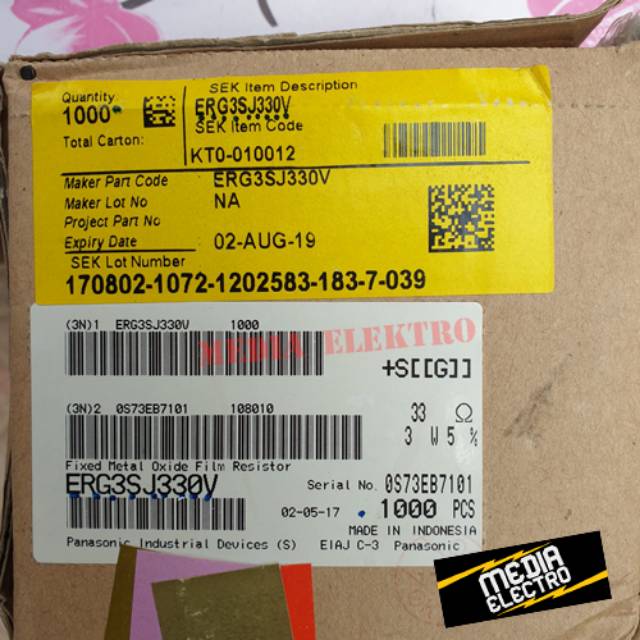 Quantity
1000
Total Carton:
SEK Item Description
ERG3SJ330V
SEK Item Code
KT0-010012
Maker Part Code ERG3SJ330V
Maker Lot No NA
Project Part No
Expiry Date 02-AUG-19
SEK Lot Number
170802-1072-1202583-183-7-039
(3N)1 ERG3SJ330V 1000
MEDIA ELEKTRO
+S[[G]]
(3N)2 0S73EB7101 108010
33 Ω
3 W 5 %
Fixed Metal Oxide Film Resistor
ERG3SJ330V
Serial No. 0S73EB7101
02-05-17 1000 PCS
MADE IN INDONESIA
Panasonic Industrial Devices (S) EIAJ C-3 Panasonic
MEDIA
ELECTRO